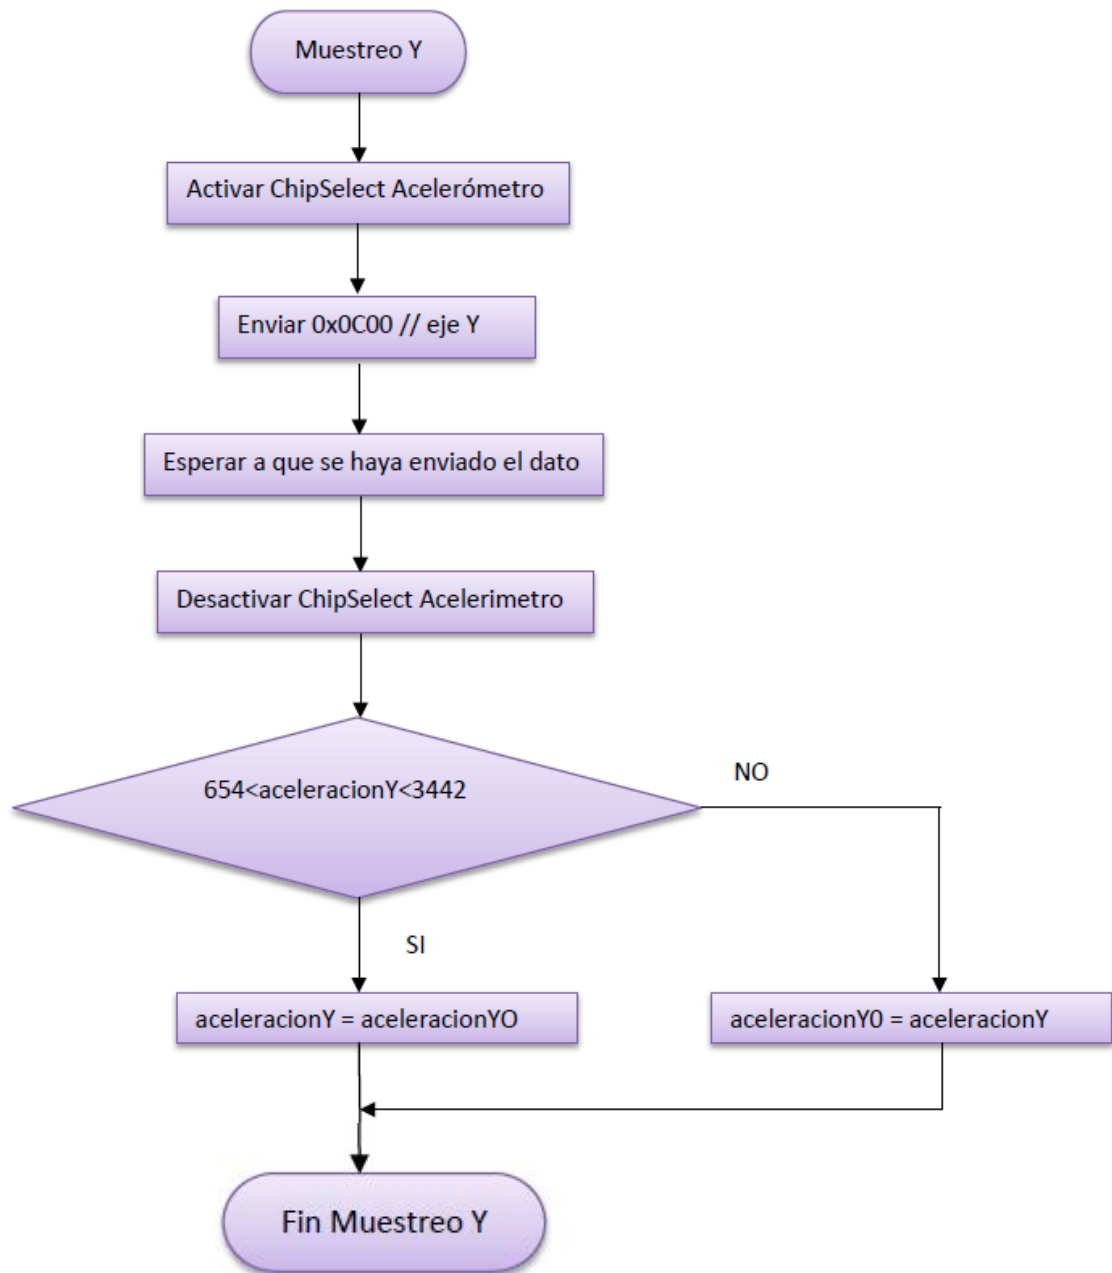 Muestreo Y
Activar ChipSelect Acelerómetro
Enviar 0x0C00 // eje Y
Esperar a que se haya enviado el dato
Desactivar ChipSelect Acelerimetro
654<aceleracionY<3442
NO
SI
aceleracionY = aceleracionYO
aceleracionY0 = aceleracionY
Fin Muestreo Y